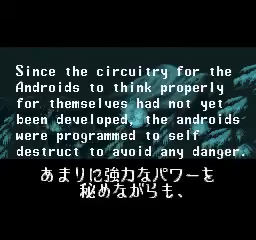 Since the circuitry for the
Androids to think properly
for themselves had not yet
been developed, the androids
were programmed to self
destruct to avoid any danger.
あまりに強力なパワーを
秘めながらも、